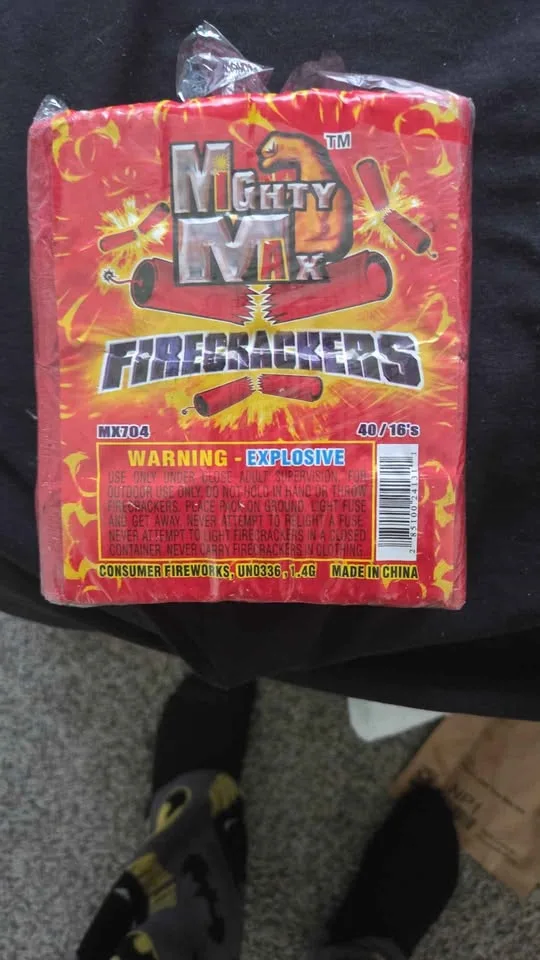 MIGHTY
MAX
TM
FIRECRACKERS
MX704
40/16's
WARNING - EXPLOSIVE
USE ONLY UNDER CLOSE ADULT SUPERVISION. FOR
OUTDOOR USE ONLY. DO NOT HOLD IN HAND OR THROW
FIRECRACKERS. PLACE PACK ON GROUND. LIGHT FUSE
AND GET AWAY. NEVER ATTEMPT TO RELIGHT A FUSE.
NEVER ATTEMPT TO LIGHT FIRECRACKERS IN A CLOSED
CONTAINER. NEVER CARRY FIRECRACKERS IN CLOTHING.
CONSUMER FIREWORKS, UN0336, 1.4G MADE IN CHINA